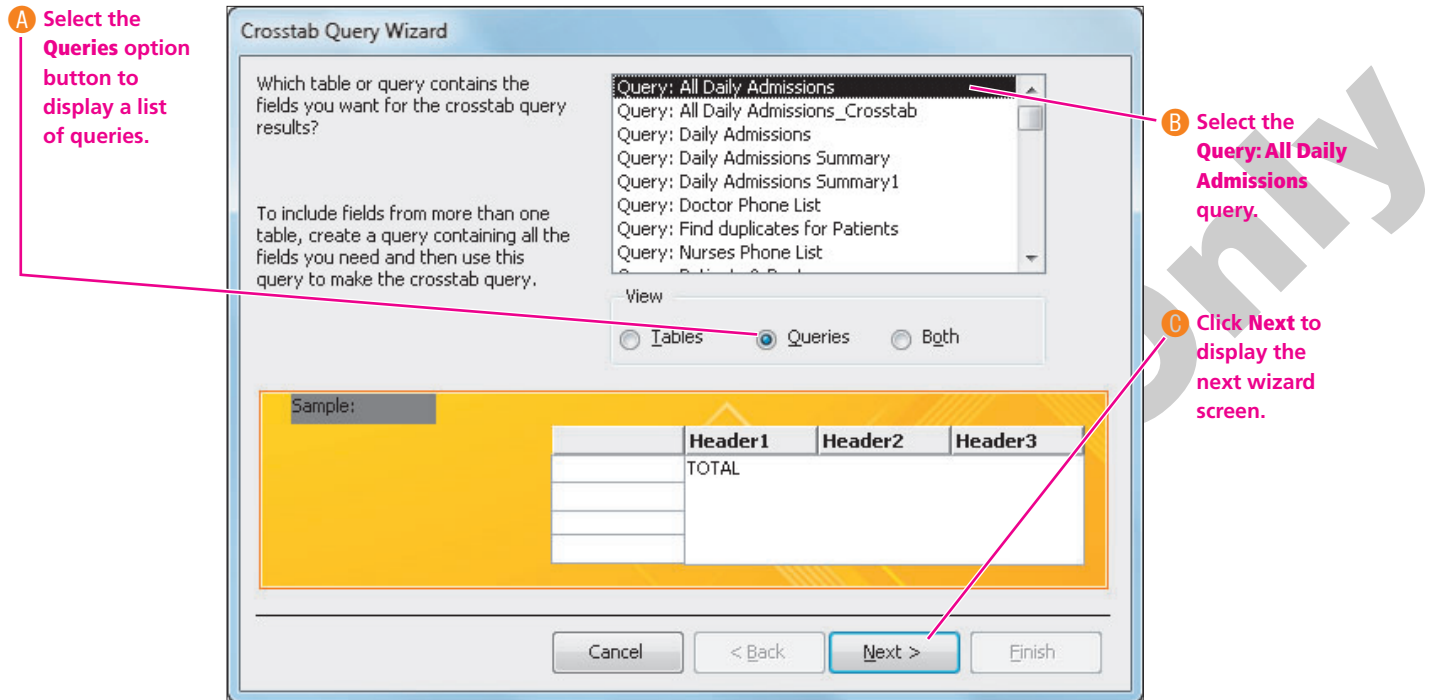 A Select the
Queries option
button to
display a list
of queries.
Crosstab Query Wizard
Which table or query contains the
fields you want for the crosstab query
results?
To include fields from more than one
table, create a query containing all the
fields you need and then use this
query to make the crosstab query.
Query: All Daily Admissions
Query: All Daily Admissions_Crosstab
Query: Daily Admissions
Query: Daily Admissions Summary
Query: Daily Admissions Summary1
Query: Doctor Phone List
Query: Find duplicates for Patients
Query: Nurses Phone List
View
Tables Queries Both
B Select the
Query: All Daily
Admissions
query.
C Click Next to
display the
next wizard
screen.
Sample:
Header1 Header2 Header3
TOTAL
Cancel < Back Next > Finish
only